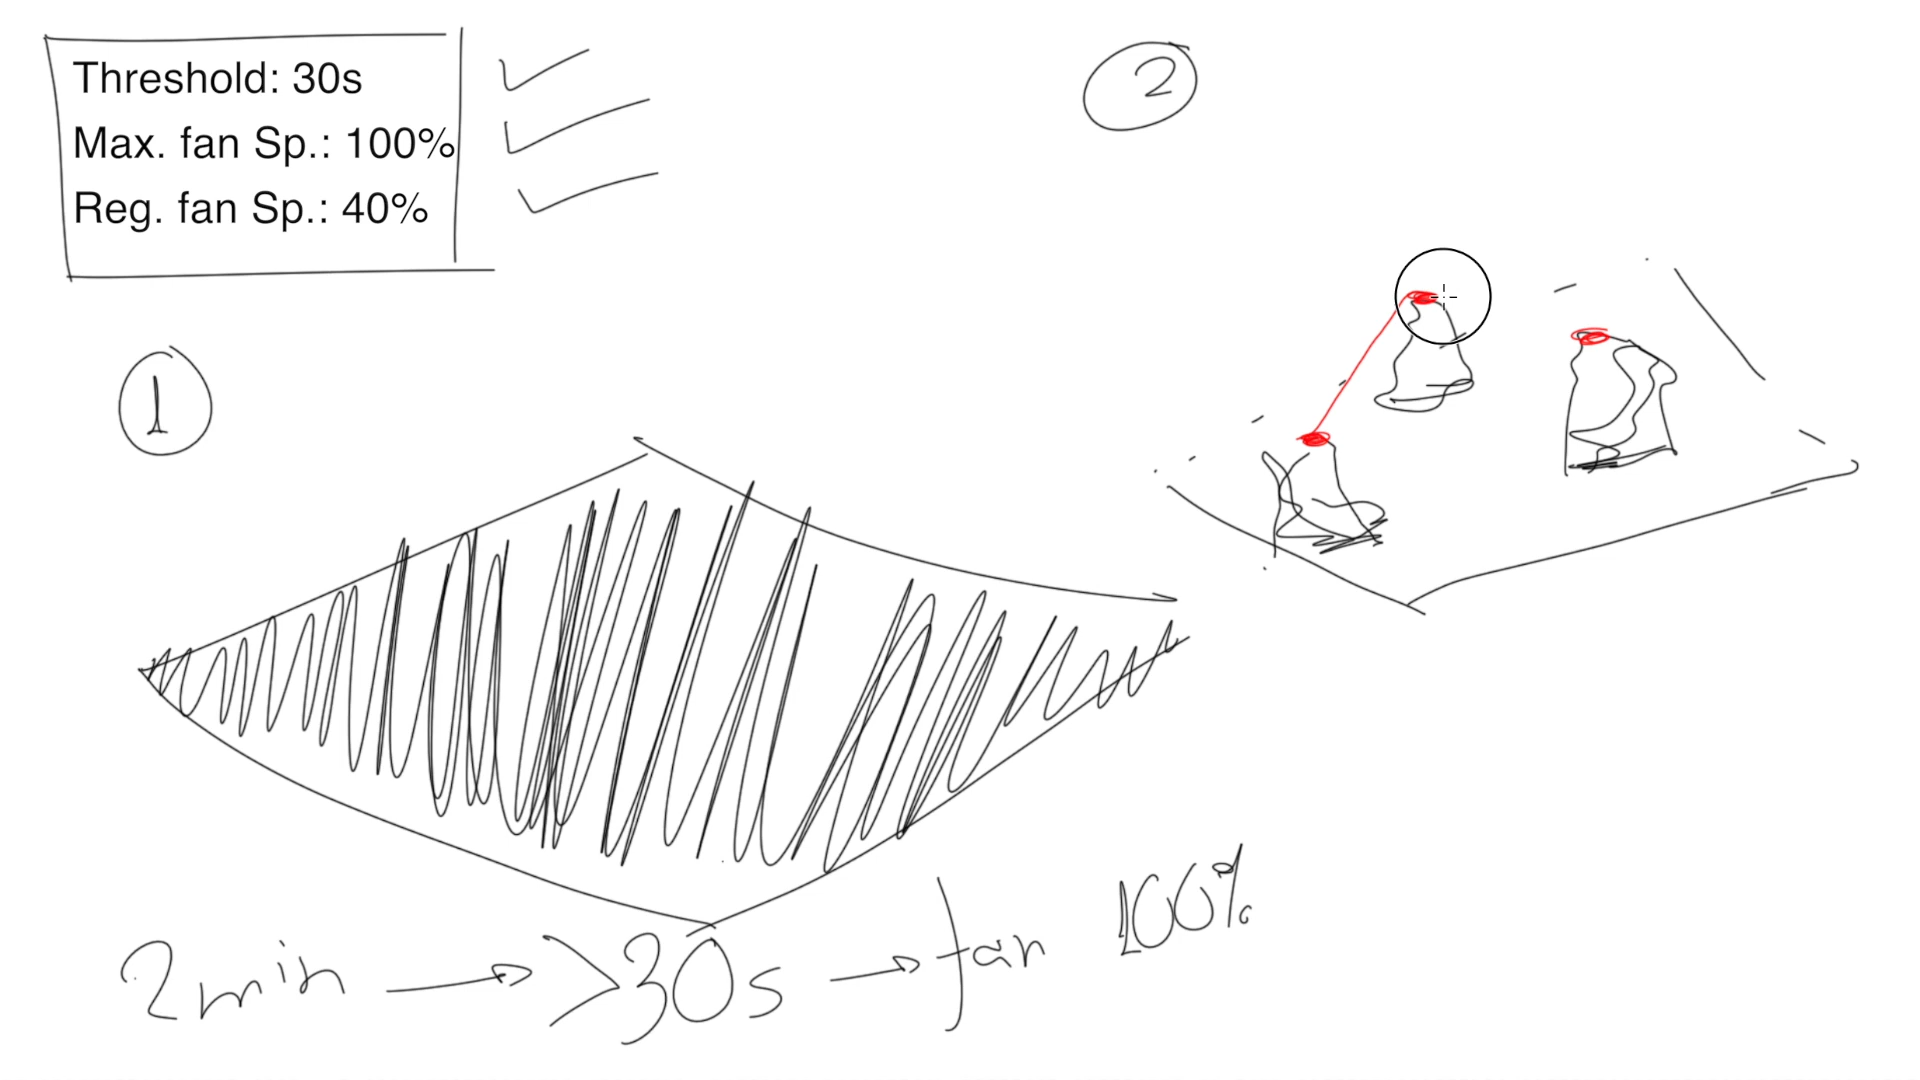 Threshold: 30s
Max. fan Sp.: 100%
Reg. fan Sp.: 40%
2
1
2min → >30s → fan 100%